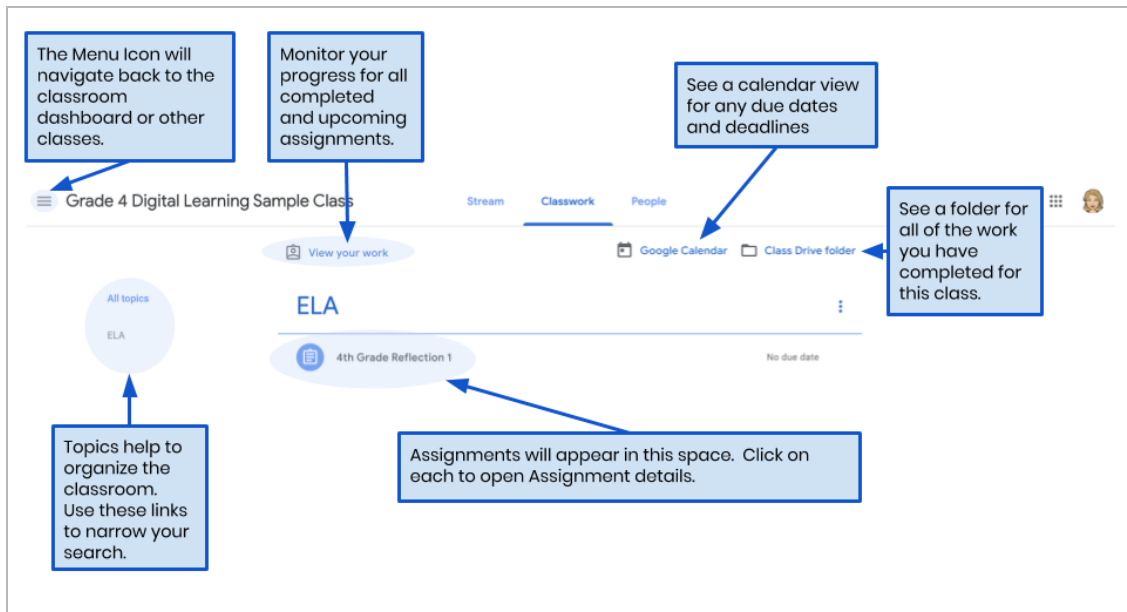 The Menu Icon will
navigate back to the
classroom
dashboard or other
classes.
Monitor your
progress for all
completed
and upcoming
assignments.
See a calendar view
for any due dates
and deadlines
Grade 4 Digital Learning Sample Class
Stream
Classwork
People
See a folder for
all of the work
you have
completed for
this class.
View your work
Google Calendar
Class Drive folder
All topics
ELA
ELA
4th Grade Reflection 1
No due date
Topics help to
organize the
classroom.
Use these links
to narrow your
search.
Assignments will appear in this space.  Click on
each to open Assignment details.